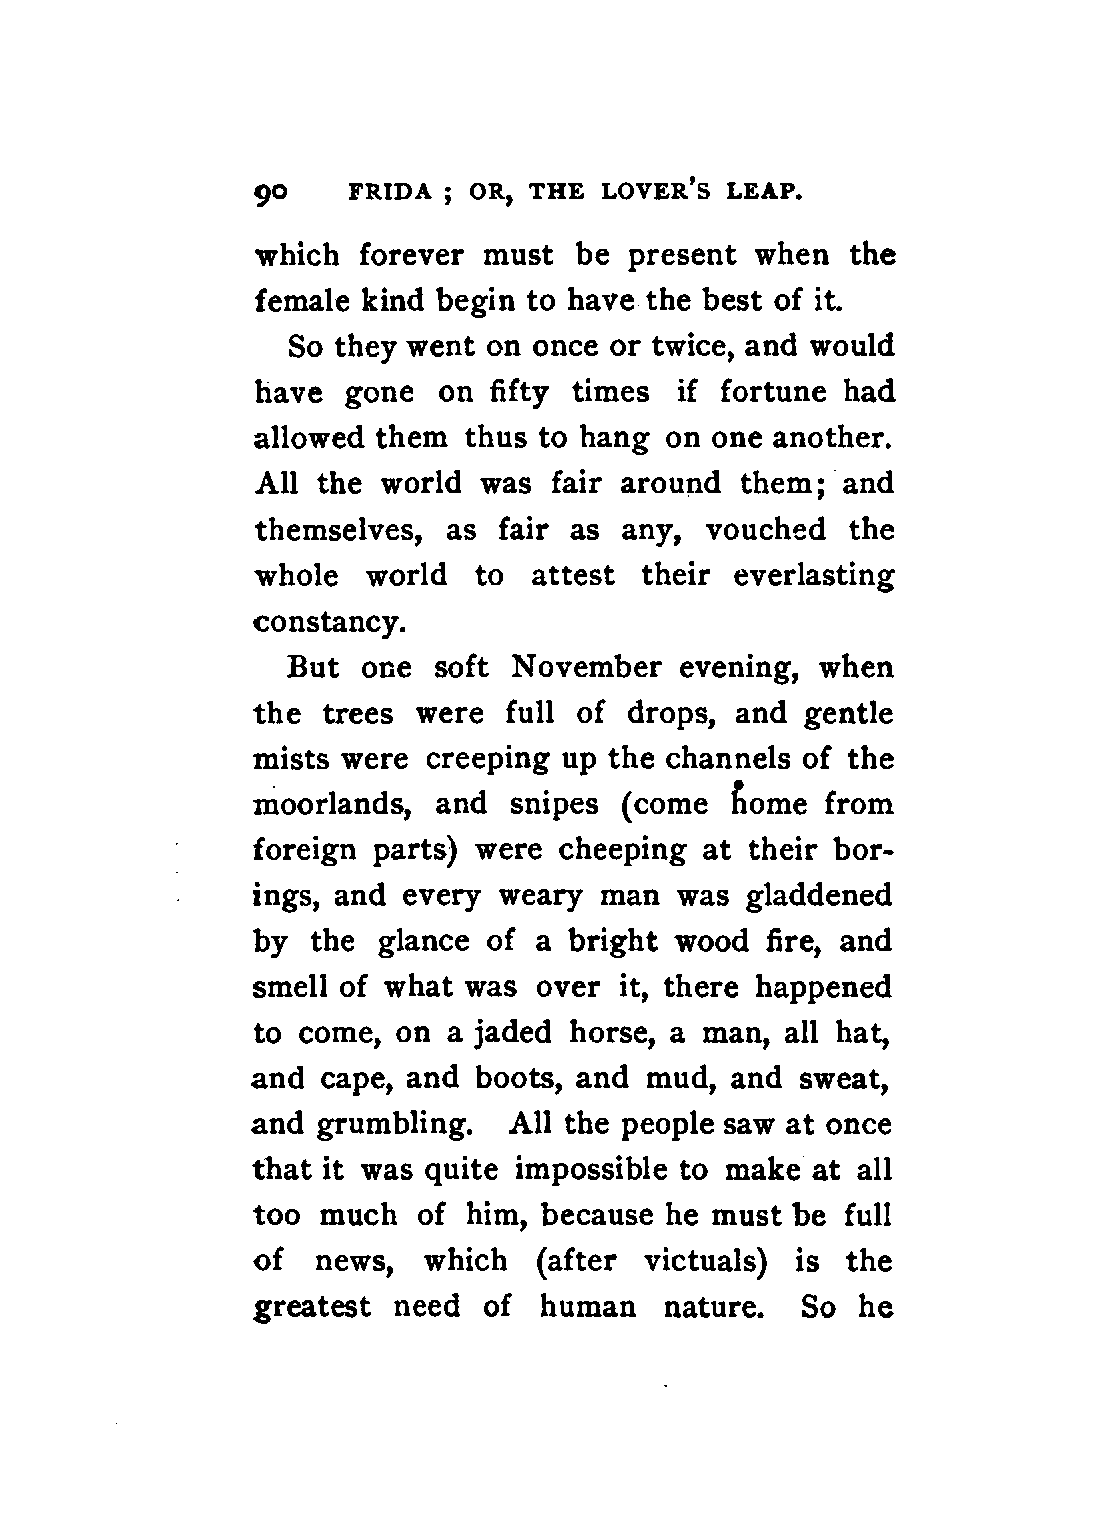 90 FRIDA ; OR, THE LOVER'S LEAP.
which forever must be present when the
female kind begin to have the best of it.
So they went on once or twice, and would
have gone on fifty times if fortune had
allowed them thus to hang on one another.
All the world was fair around them; and
themselves, as fair as any, vouched the
whole world to attest their everlasting
constancy.
But one soft November evening, when
the trees were full of drops, and gentle
mists were creeping up the channels of the
moorlands, and snipes (come home from
foreign parts) were cheeping at their bor-
ings, and every weary man was gladdened
by the glance of a bright wood fire, and
smell of what was over it, there happened
to come, on a jaded horse, a man, all hat,
and cape, and boots, and mud, and sweat,
and grumbling. All the people saw at once
that it was quite impossible to make at all
too much of him, because he must be full
of news, which (after victuals) is the
greatest need of human nature. So he